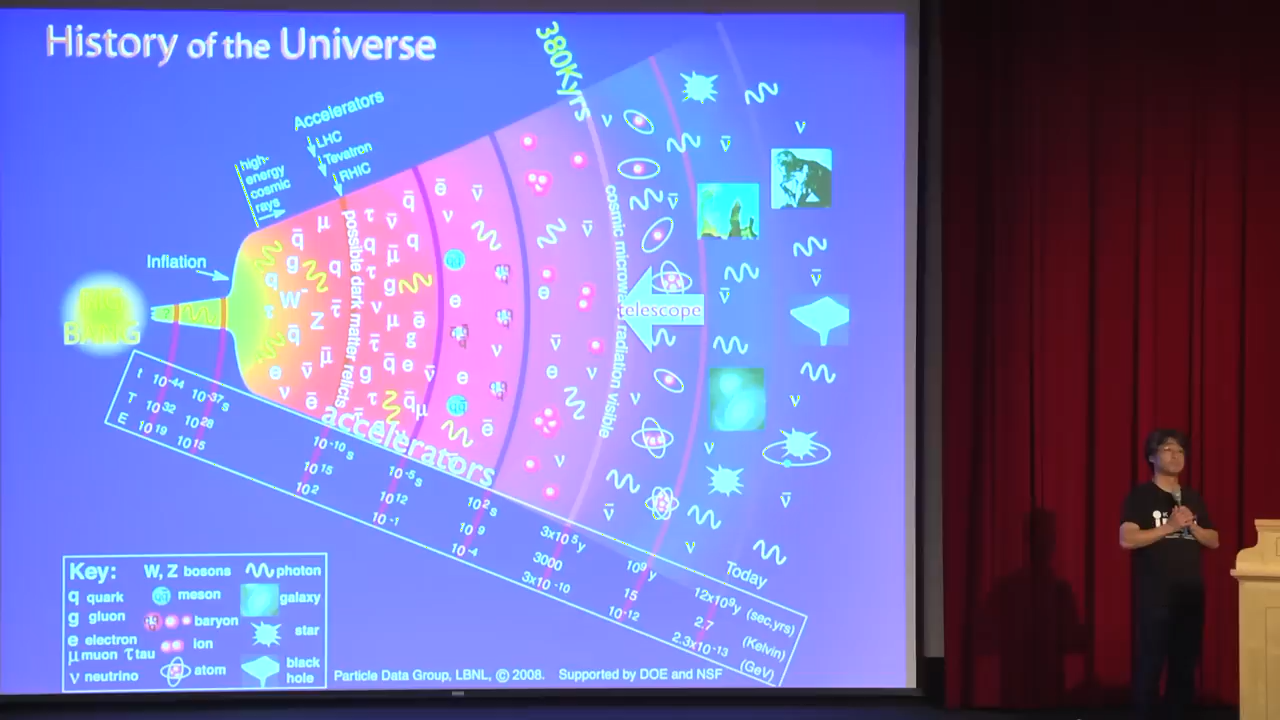 History of the Universe
380Kyrs
Accelerators
LHC
Tevatron
RHIC
high-
energy
cosmic
rays
Inflation
BANG
possible dark matter relicts
cosmic microwa radiation visible
telescope
accelerators
t 10-44 10-37 s 10-10 s 10-5 s 102 s 3x105 y 109 y 12x109y (sec,yrs)
T 1032 1028 1015 1012 109 3000 15 2.7 (Kelvin)
E 1019 1015 102 10-1 10-4 3x10-10 10-12 2.3x10-13 (GeV)
Today
Key:
W, Z bosons
photon
q quark
meson
galaxy
g gluon
baryon
e electron
ion
star
μ muon τ tau
ν neutrino
atom
black
hole
Particle Data Group, LBNL, © 2008. Supported by DOE and NSF